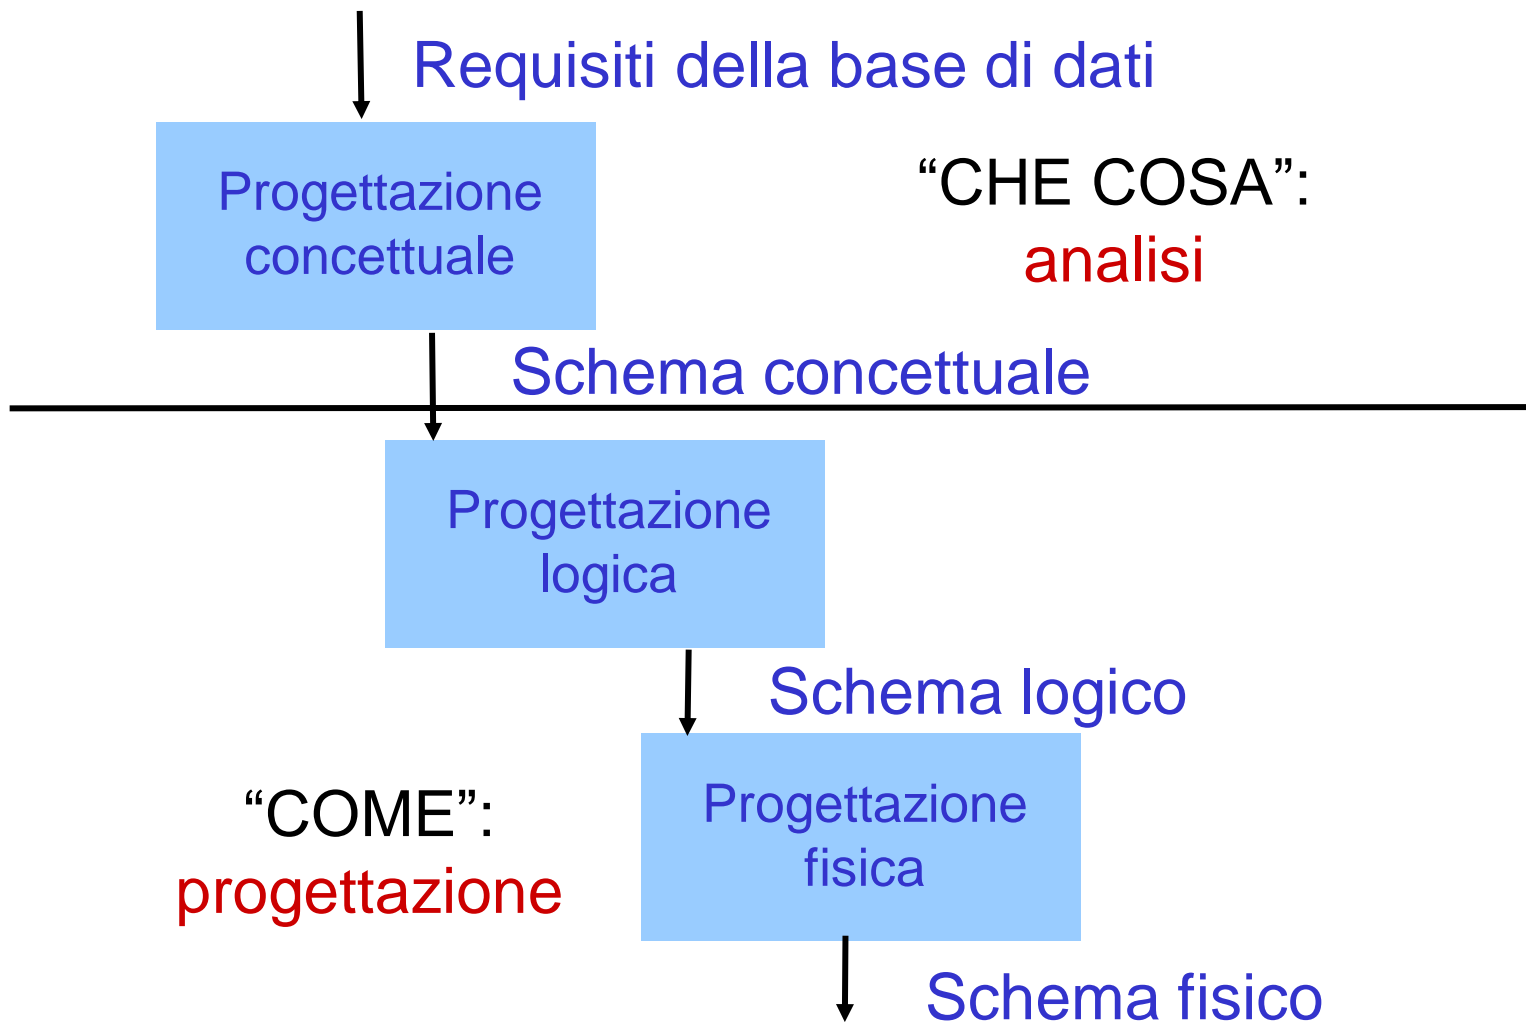 Requisiti della base di dati
Progettazione
concettuale
“CHE COSA”:
analisi
Schema concettuale
Progettazione
logica
Schema logico
“COME”:
progettazione
Progettazione
fisica
Schema fisico